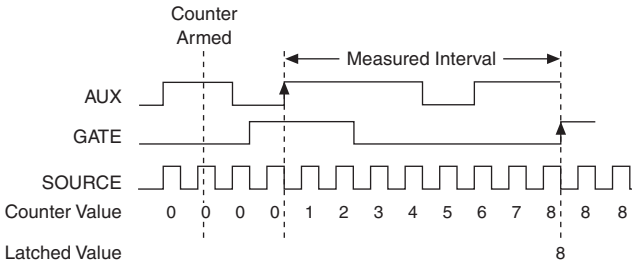 Counter
Armed
Measured Interval
AUX
GATE
SOURCE
Counter Value 0 0 0 0 1 2 3 4 5 6 7 8 8 8
Latched Value 8